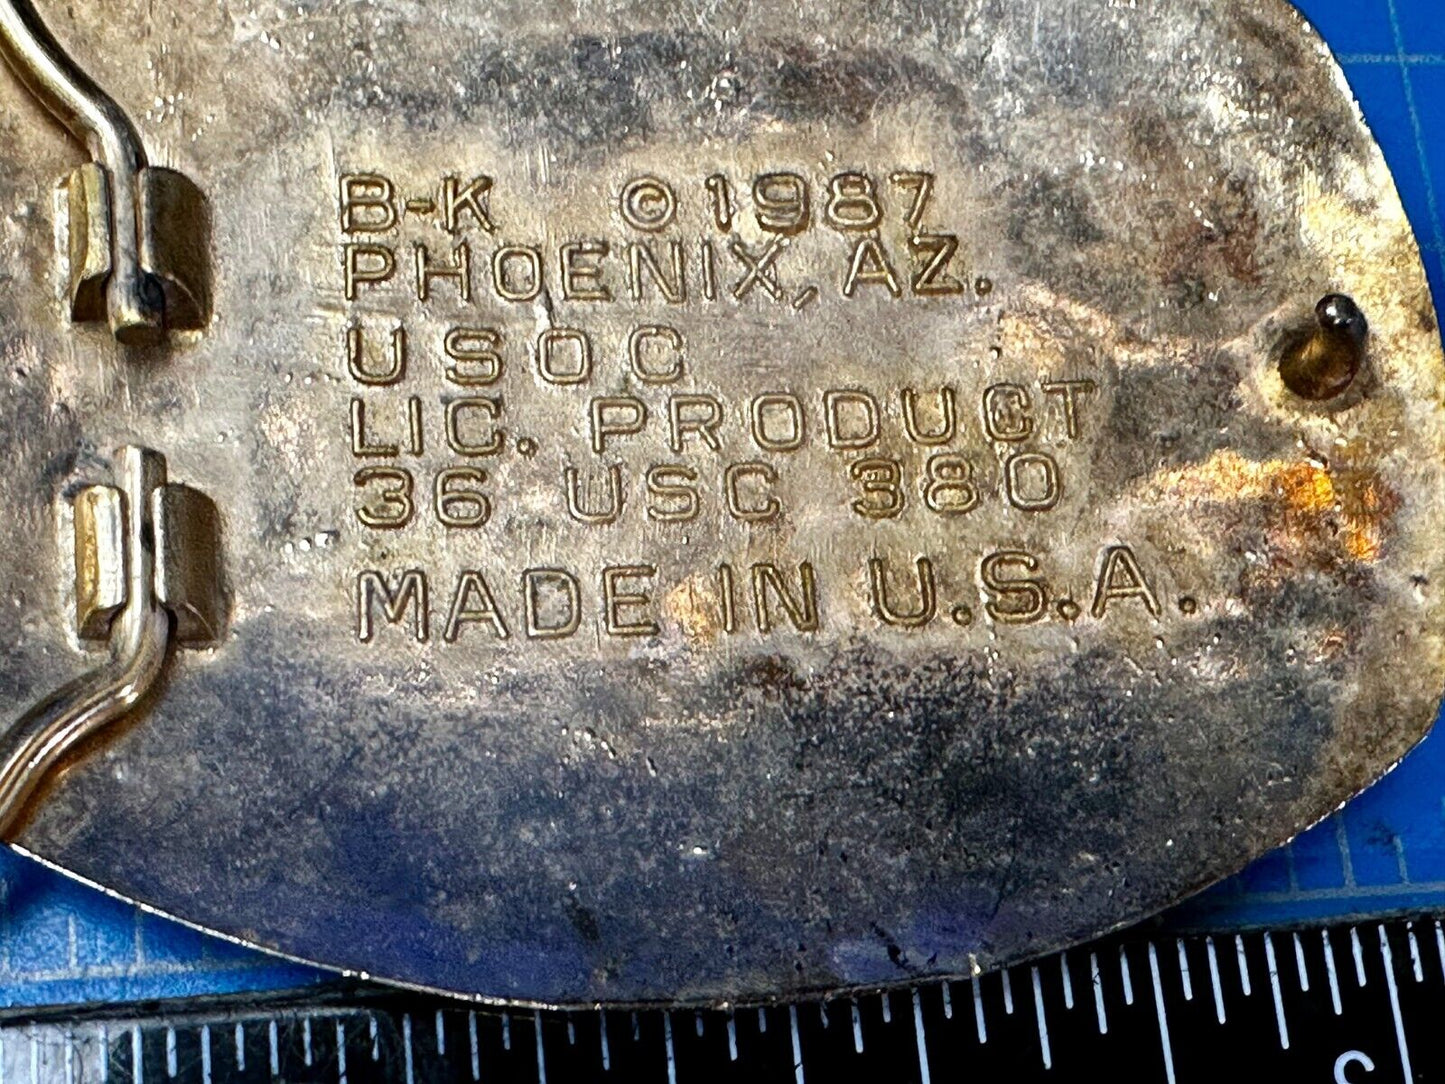 B-K ©1987
PHOENIX, AZ.
USOC
LIC. PRODUCT
36 USC 380
MADE IN U.S.A.